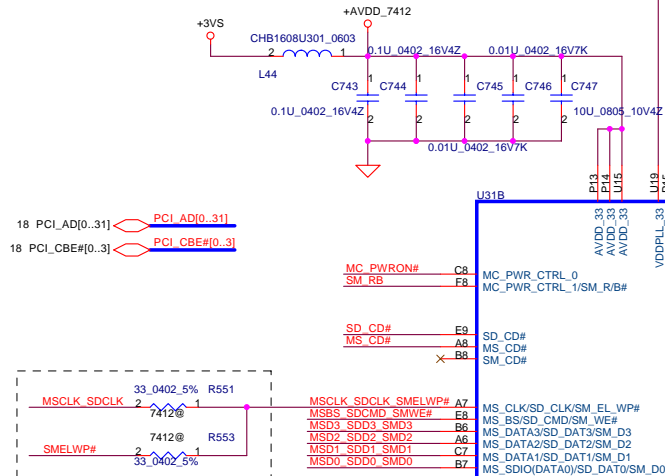 +AVDD_7412
+3VS
CHB1608U301_0603
2 1
L44
0.1U_0402_16V4Z 0.01U_0402_16V7K
1 1 1 1 1
C743 C744 C745 C746 C747
0.1U_0402_16V4Z 10U_0805_10V4Z
2 2 2 2 2
0.01U_0402_16V7K
P13 P14 U15 U19
U31B
AVDD_33 AVDD_33 AVDD_33 VDDPLL_33
18 PCI_AD[0..31] PCI_AD[0..31]
18 PCI_CBE#[0..3] PCI_CBE#[0..3]
MC_PWRON# C8 MC_PWR_CTRL_0
SM_RB F8 MC_PWR_CTRL_1/SM_R/B#
SD_CD# E9 SD_CD#
MS_CD# A8 MS_CD#
B8 SM_CD#
33_0402_5% R551
MSCLK_SDCLK 2 1 MSCLK_SDCLK_SMELWP# A7 MS_CLK/SD_CLK/SM_EL_WP#
7412@ MSBS_SDCMD_SMWE# E8 MS_BS/SD_CMD/SM_WE#
MSD3_SDD3_SMD3 B6 MS_DATA3/SD_DAT3/SM_D3
7412@ R553 MSD2_SDD2_SMD2 A6 MS_DATA2/SD_DAT2/SM_D2
SMELWP# 2 1 MSD1_SDD1_SMD1 C7 MS_DATA1/SD_DAT1/SM_D1
33_0402_5% MSD0_SDD0_SMD0 B7 MS_SDIO(DATA0)/SD_DAT0/SM_D0